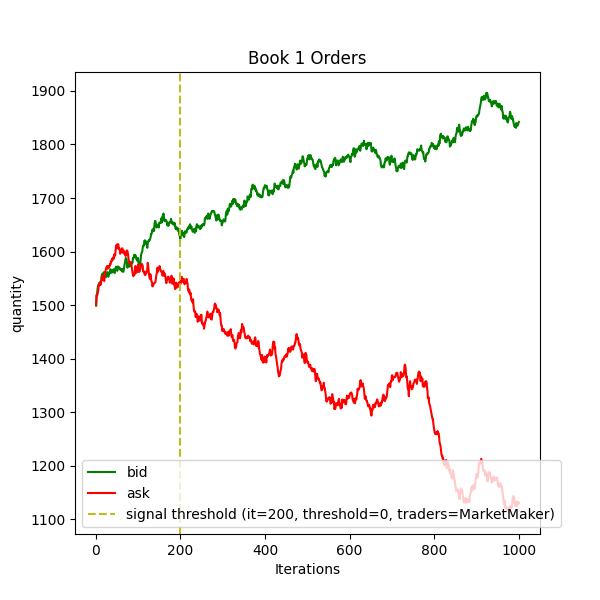 Book 1 Orders
1900
1800
1700
1600
1500
1400
1300
1200
1100
quantity
bid
ask
signal threshold (it=200, threshold=0, traders=MarketMaker)
0
200
400
600
800
1000
Iterations